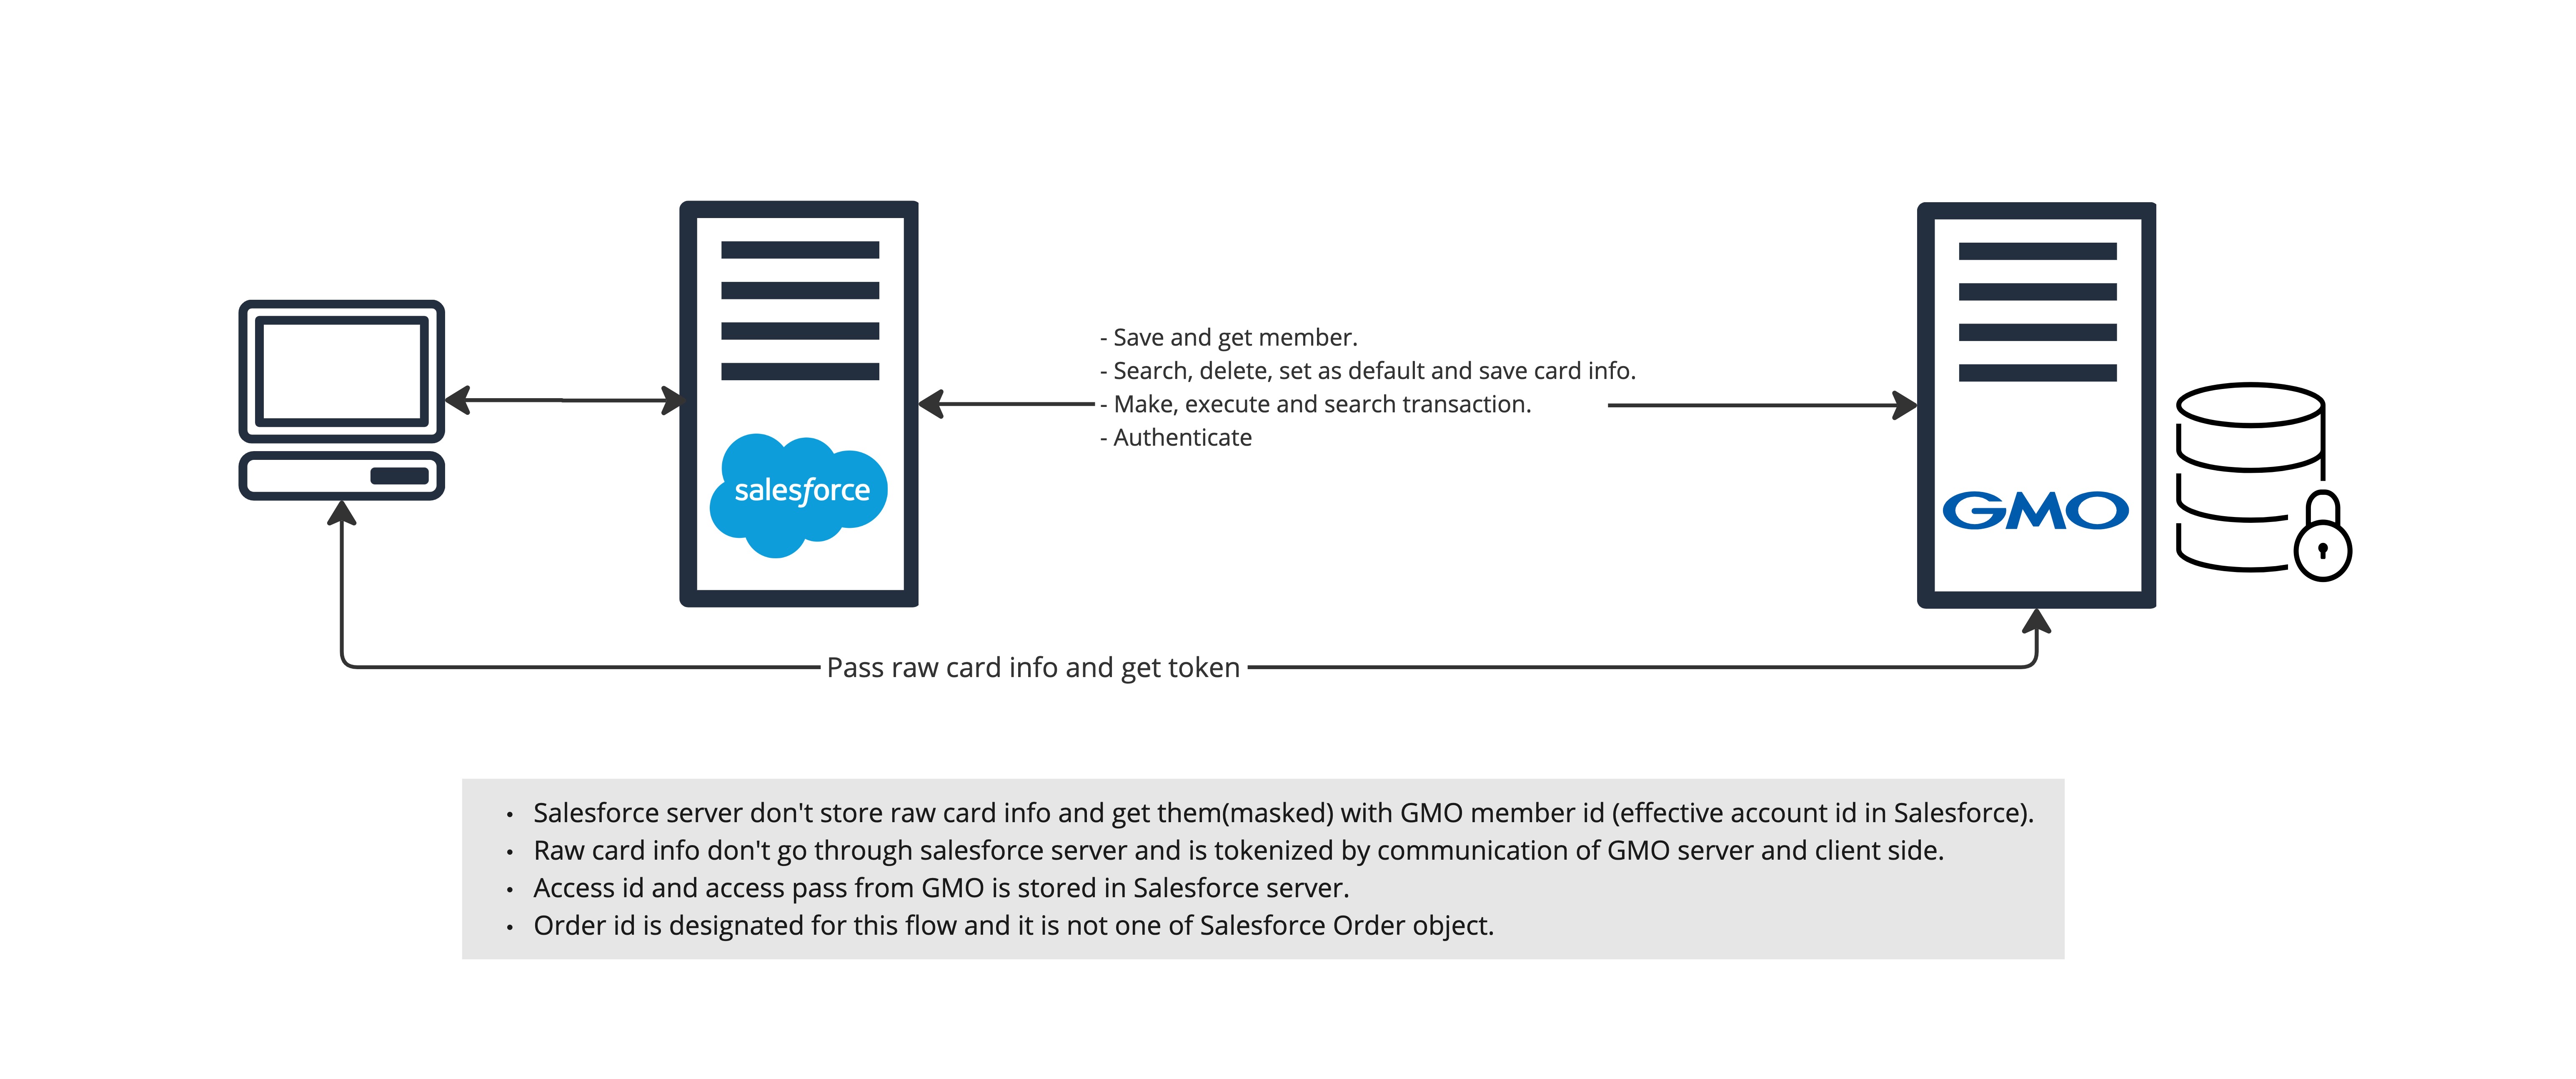 - Save and get member.
- Search, delete, set as default and save card info.
- Make, execute and search transaction.
- Authenticate
salesforce
GMO
Pass raw card info and get token
• Salesforce server don't store raw card info and get them(masked) with GMO member id (effective account id in Salesforce).
• Raw card info don't go through salesforce server and is tokenized by communication of GMO server and client side.
• Access id and access pass from GMO is stored in Salesforce server.
• Order id is designated for this flow and it is not one of Salesforce Order object.